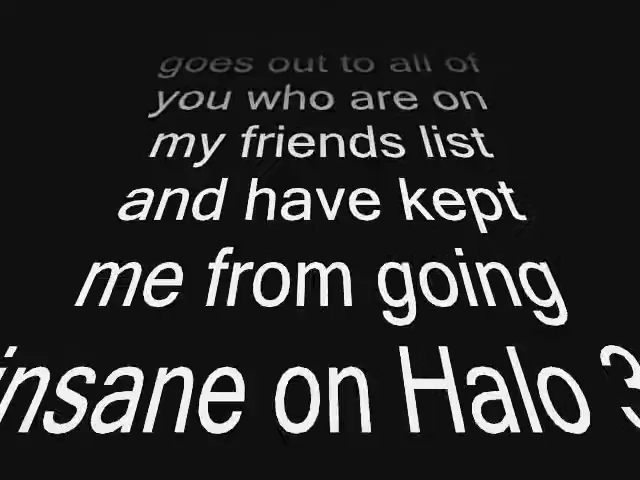 goes out to all of
you who are on
my friends list
and have kept
me from going
insane on Halo 3